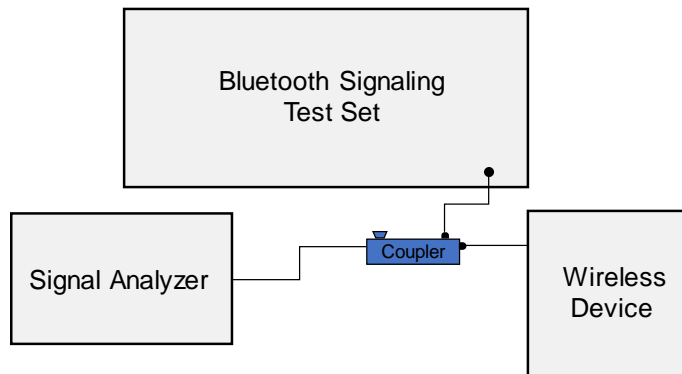 Bluetooth Signaling
Test Set
Signal Analyzer
Coupler
Wireless
Device